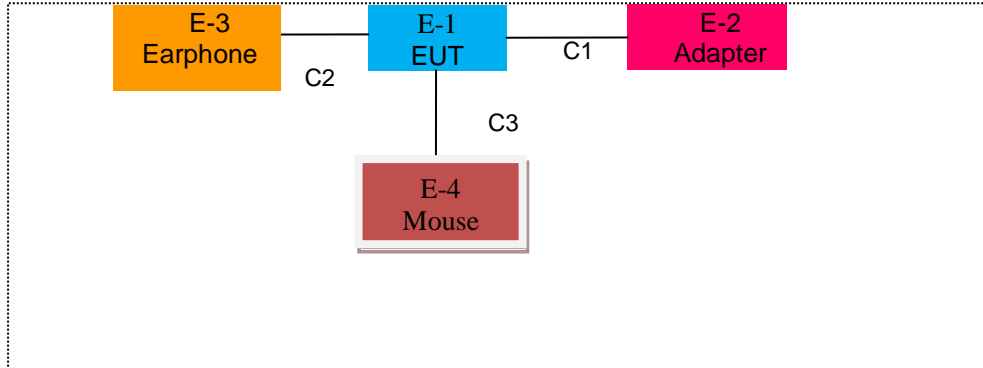 E-3
Earphone
E-1
EUT
E-2
Adapter
C2
C1
C3
E-4
Mouse